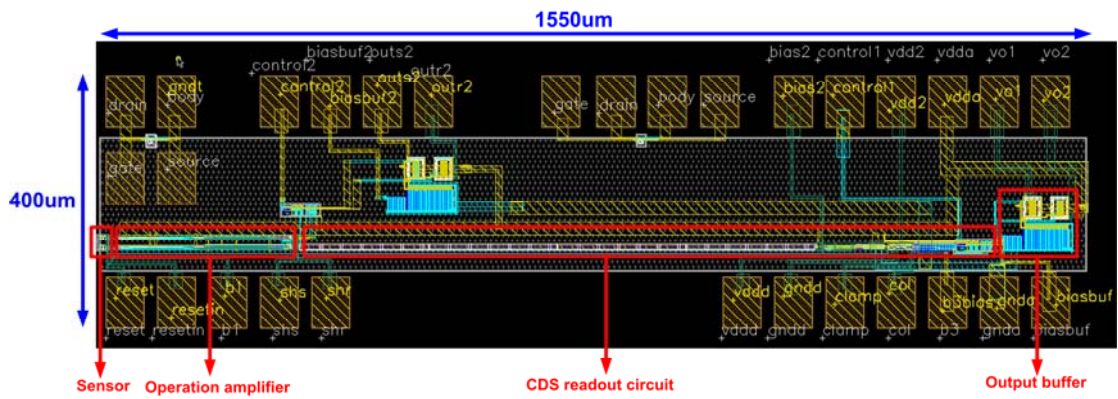 1550um
biasbuf2 outs2
control2
outr2
bias2 control1 vdd2 vdda vo1 vo2
gndt
drain body
control2
biasbuf2
outs2
outr2
gate drain body source
bias2
control1
vdd2
vdda
vo1
vo2
gate source
400um
reset
resetin
b1
shs
shr
vddd
gndd
clamp
col
b3bias
gnda
biasbuf
reset resetin b1 shs shr
vddd gndd clamp col b3 gnda biasbuf
Sensor Operation amplifier CDS readout circuit Output buffer